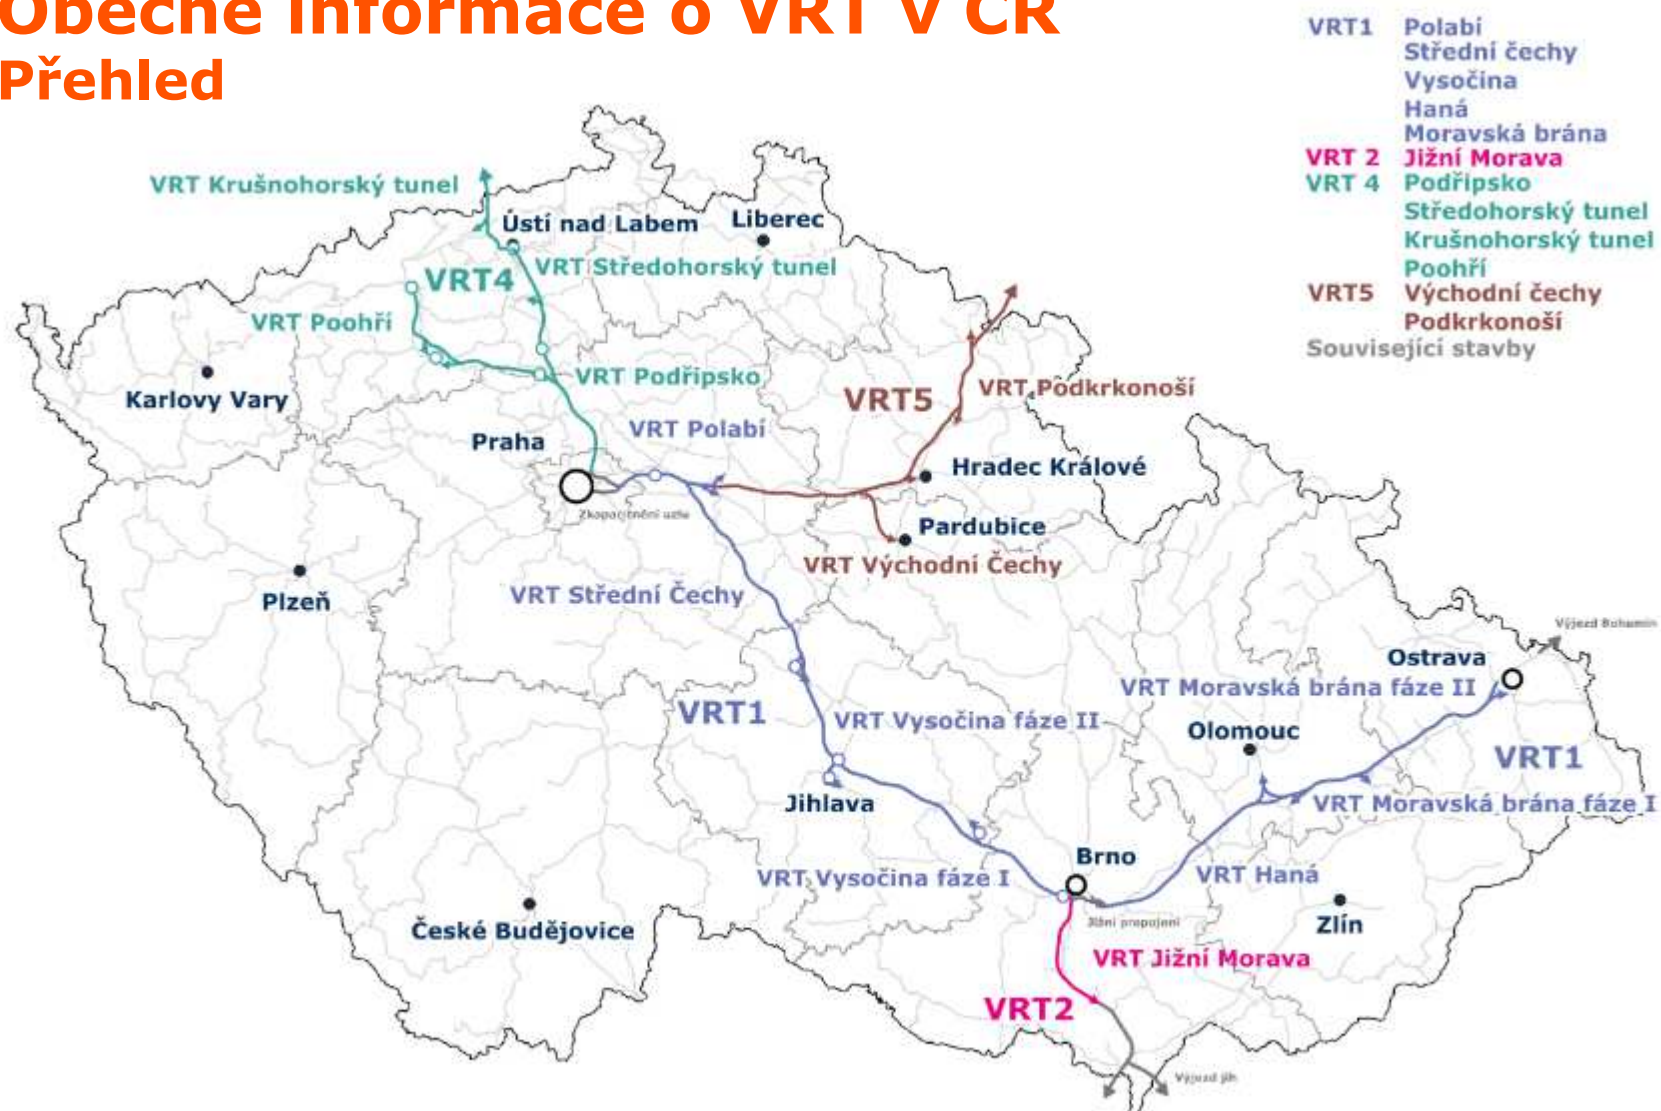 Obecné informace o VRT v ČR
Přehled
VRT1 Polabí
Střední čechy
Vysočina
Haná
Moravská brána
VRT 2 Jižní Morava
VRT 4 Podřipsko
Středohorský tunel
Krušnohorský tunel
Poohří
VRT5 Východní čechy
Podkrkonoší
Související stavby
VRT Krušnohorský tunel
Ústí nad Labem
Liberec
VRT4
VRT Středohorský tunel
VRT Poohří
VRT Podřipsko
Karlovy Vary
VRT5
VRT Podkrkonoší
Praha
VRT Polabí
Hradec Králové
Zkapacitnění uzlu
Pardubice
VRT Východní Čechy
Plzeň
VRT Střední Čechy
Výjezd Bohumín
Ostrava
VRT Moravská brána fáze II
VRT1
VRT Vysočina fáze II
Olomouc
VRT1
Jihlava
VRT Moravská brána fáze I
Brno
VRT Vysočina fáze I
VRT Haná
Jižní propojení
Zlín
České Budějovice
VRT Jižní Morava
VRT2
Výjezd jih